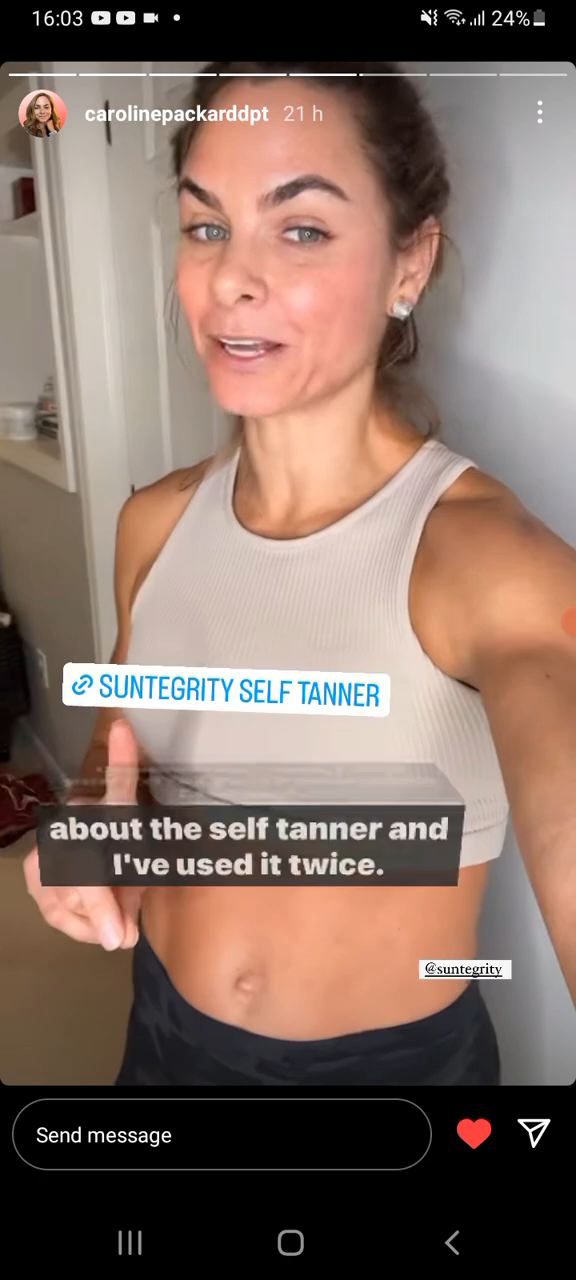 16:03
24%
carolinepackarddpt 21 h
SUNTEGRITY SELF TANNER
about the self tanner and
I've used it twice.
@suntegrity
Send message